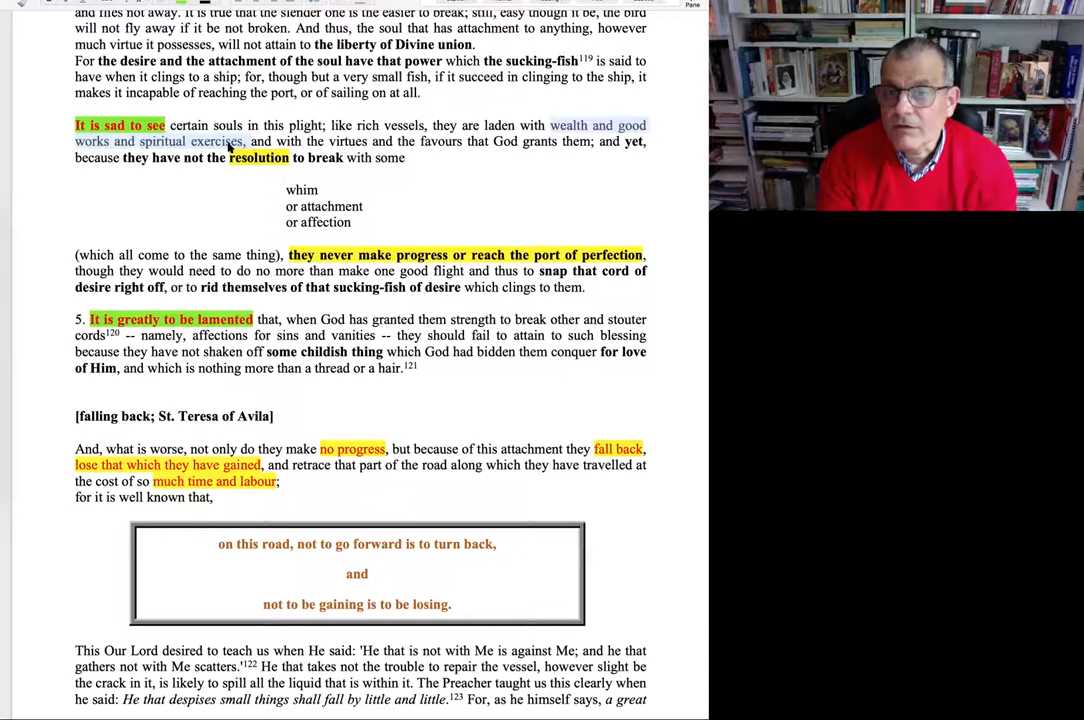 Pane
and flies not away. It is true that the slender one is the easier to break; still, easy though it be, the bird
will not fly away if it be not broken. And thus, the soul that has attachment to anything, however
much virtue it possesses, will not attain to the liberty of Divine union.
For the desire and the attachment of the soul have that power which the sucking-fish119 is said to
have when it clings to a ship; for, though but a very small fish, if it succeed in clinging to the ship, it
makes it incapable of reaching the port, or of sailing on at all.
It is sad to see certain souls in this plight; like rich vessels, they are laden with wealth and good
works and spiritual exercises, and with the virtues and the favours that God grants them; and yet,
because they have not the resolution to break with some
whim
or attachment
or affection
(which all come to the same thing), they never make progress or reach the port of perfection,
though they would need to do no more than make one good flight and thus to snap that cord of
desire right off, or to rid themselves of that sucking-fish of desire which clings to them.
5. It is greatly to be lamented that, when God has granted them strength to break other and stouter
cords120 -- namely, affections for sins and vanities -- they should fail to attain to such blessing
because they have not shaken off some childish thing which God had bidden them conquer for love
of Him, and which is nothing more than a thread or a hair.121
[falling back; St. Teresa of Avila]
And, what is worse, not only do they make no progress, but because of this attachment they fall back,
lose that which they have gained, and retrace that part of the road along which they have travelled at
the cost of so much time and labour;
for it is well known that,
on this road, not to go forward is to turn back,
and
not to be gaining is to be losing.
This Our Lord desired to teach us when He said: 'He that is not with Me is against Me; and he that
gathers not with Me scatters.'122 He that takes not the trouble to repair the vessel, however slight be
the crack in it, is likely to spill all the liquid that is within it. The Preacher taught us this clearly when
he said: He that despises small things shall fall by little and little.123 For, as he himself says, a great